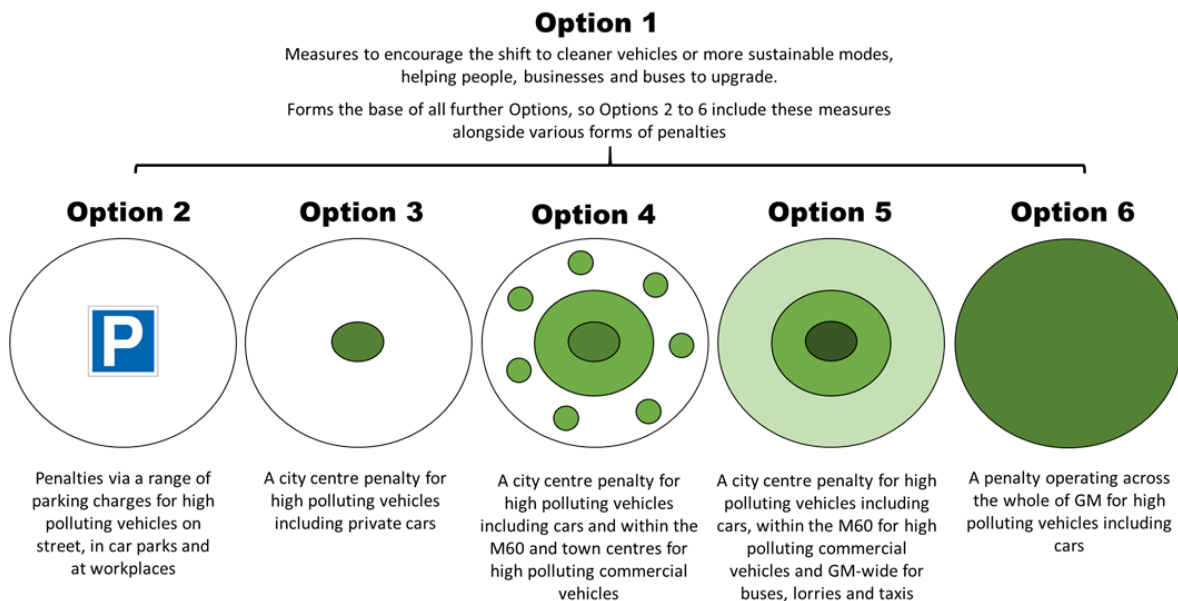 Option 1
Measures to encourage the shift to cleaner vehicles or more sustainable modes,
helping people, businesses and buses to upgrade.
Forms the base of all further Options, so Options 2 to 6 include these measures
alongside various forms of penalties
Option 2
P
Penalties via a range of
parking charges for high
polluting vehicles on
street, in car parks and
at workplaces
Option 3
A city centre penalty for
high polluting vehicles
including private cars
Option 4
A city centre penalty for
high polluting vehicles
including cars and within the
M60 and town centres for
high polluting commercial
vehicles
Option 5
A city centre penalty for high
polluting vehicles including
cars, within the M60 for high
polluting commercial
vehicles and GM-wide for
buses, lorries and taxis
Option 6
A penalty operating across
the whole of GM for high
polluting vehicles including
cars